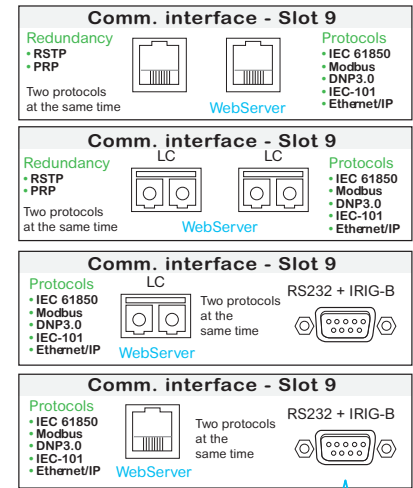 Comm. interface - Slot 9
Redundancy
• RSTP
• PRP
Two protocols
at the same time
WebServer
Protocols
• IEC 61850
• Modbus
• DNP3.0
• IEC-101
• Ethernet/IP
Comm. interface - Slot 9
Redundancy
• RSTP
• PRP
Two protocols
at the same time
LC
LC
WebServer
Protocols
• IEC 61850
• Modbus
• DNP3.0
• IEC-101
• Ethernet/IP
Comm. interface - Slot 9
Protocols
• IEC 61850
• Modbus
• DNP3.0
• IEC-101
• Ethernet/IP
LC
WebServer
Two protocols
at the
same time
RS232 + IRIG-B
Comm. interface - Slot 9
Protocols
• IEC 61850
• Modbus
• DNP3.0
• IEC-101
• Ethernet/IP
WebServer
Two protocols
at the
same time
RS232 + IRIG-B